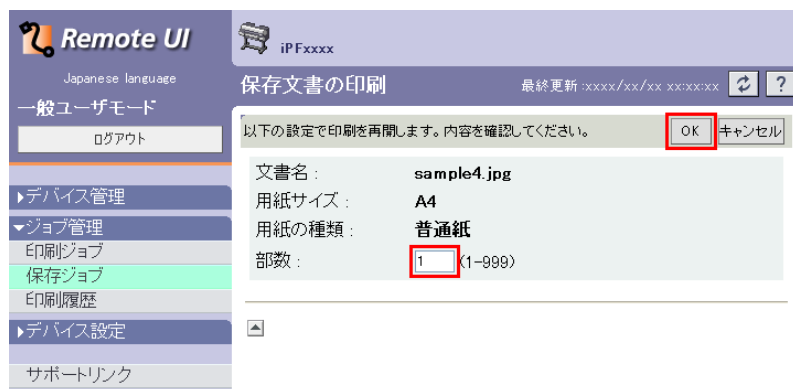 Remote UI
Japanese language
一般ユーザモード
ログアウト
▶デバイス管理
▼ジョブ管理
印刷ジョブ
保存ジョブ
印刷履歴
▶デバイス設定
サポートリンク
iPFxxxx
保存文書の印刷 最終更新 :xxxx/xx/xx xx:xx:xx ?
以下の設定で印刷を再開します。内容を確認してください。 OK キャンセル
文書名 : sample4.jpg
用紙サイズ : A4
用紙の種類 : 普通紙
部数 : 1 (1-999)